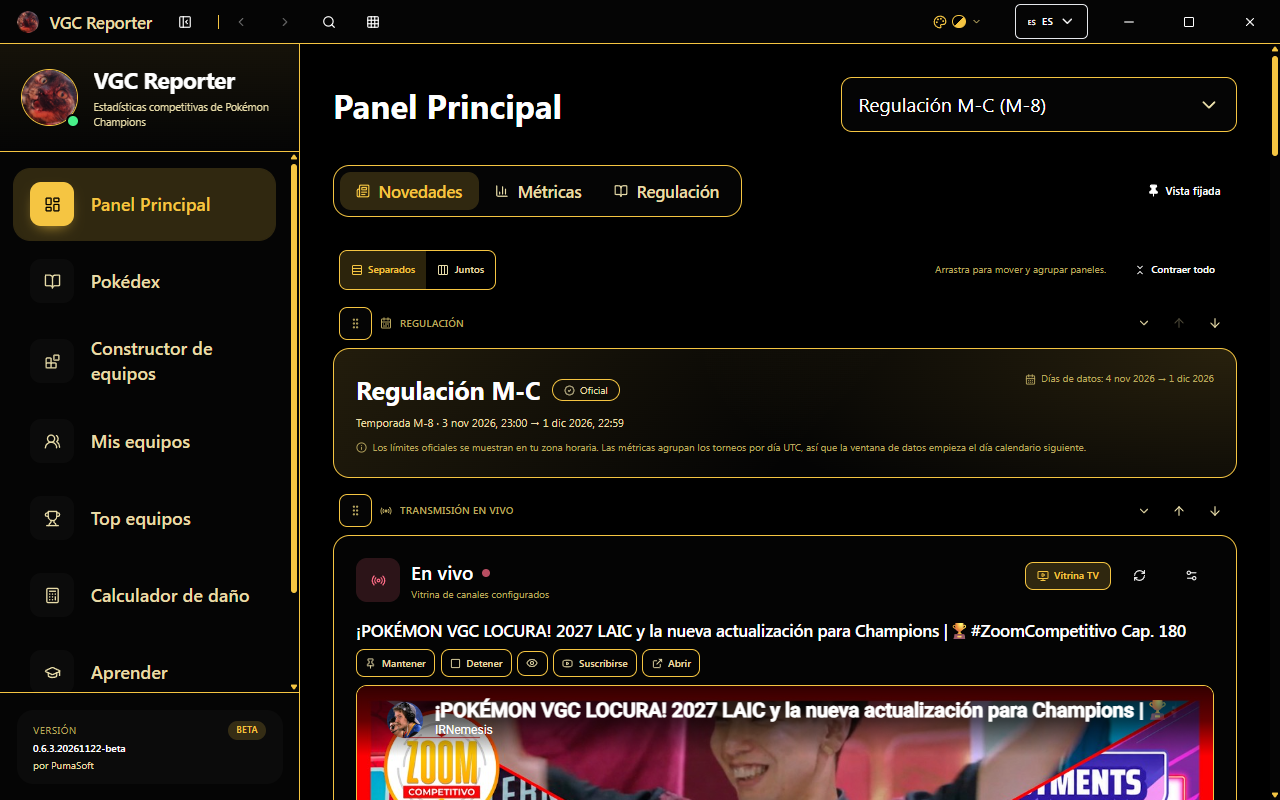 VGC Reporter
ES ES
VGC Reporter
Estadísticas competitivas de Pokémon
Champions
Panel Principal
Pokédex
Constructor de
equipos
Mis equipos
Top equipos
Calculador de daño
Aprender
VERSIÓN
BETA
0.6.3.20261122-beta
por PumaSoft
Panel Principal
Regulación M-C (M-8)
Novedades
Métricas
Regulación
Vista fijada
Separados
Juntos
Arrastra para mover y agrupar paneles.
Contraer todo
REGULACIÓN
Regulación M-C
Oficial
Días de datos: 4 nov 2026 → 1 dic 2026
Temporada M-8 · 3 nov 2026, 23:00 → 1 dic 2026, 22:59
Los límites oficiales se muestran en tu zona horaria. Las métricas agrupan los torneos por día UTC, así que la ventana de datos empieza el día calendario siguiente.
TRANSMISIÓN EN VIVO
En vivo
Vitrina de canales configurados
Vitrina TV
¡POKÉMON VGC LOCURA! 2027 LAIC y la nueva actualización para Champions | 🏆 #ZoomCompetitivo Cap. 180
Mantener
Detener
Suscribirse
Abrir
¡POKÉMON VGC LOCURA! 2027 LAIC y la nueva actualización para Champions | 🏆
IRNemesis
ZOOM
COMPETITIVO